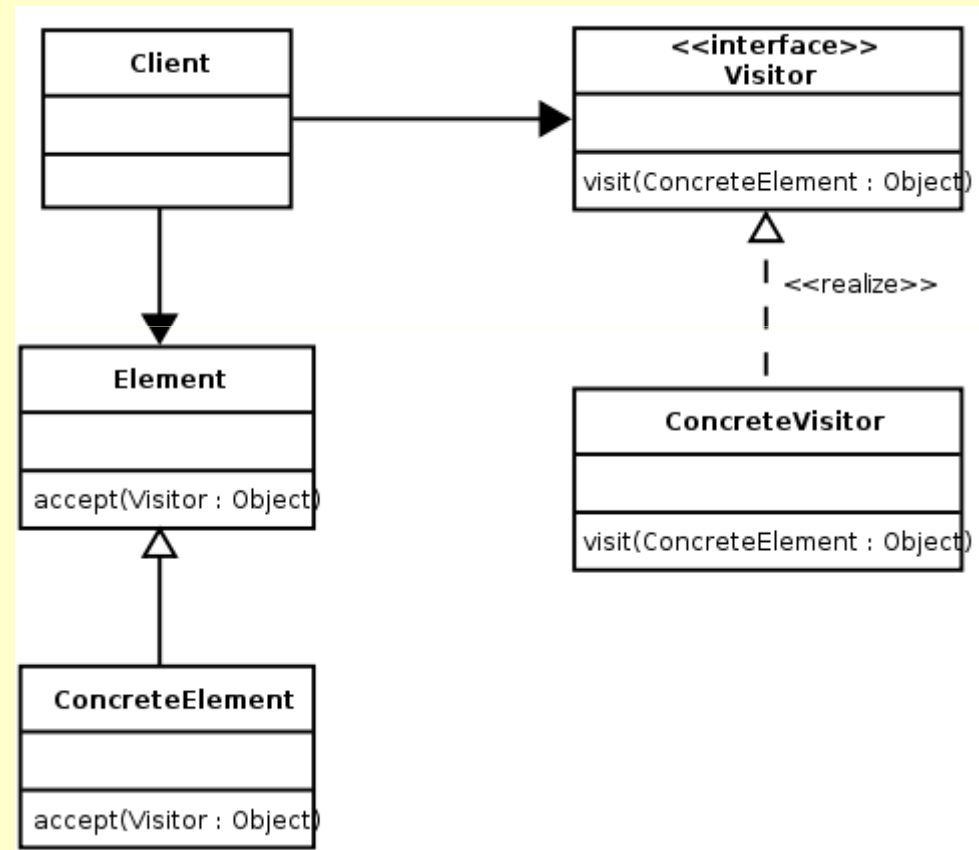 Client
<<interface>>
Visitor
visit(ConcreteElement : Object)
<<realize>>
Element
accept(Visitor : Object)
ConcreteVisitor
visit(ConcreteElement : Object)
ConcreteElement
accept(Visitor : Object)